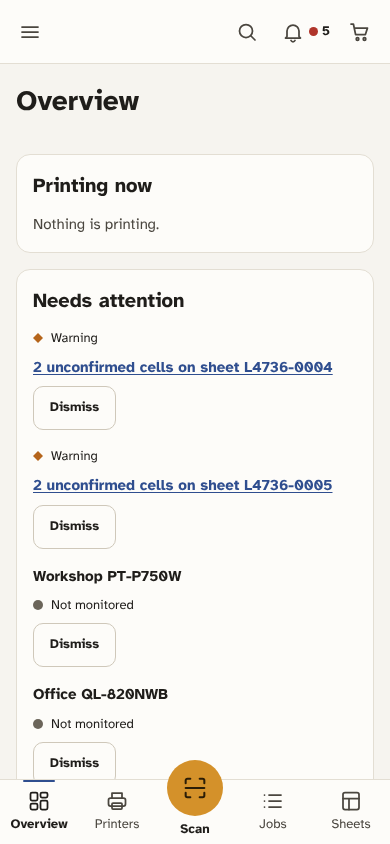 5
Overview
Printing now
Nothing is printing.
Needs attention
Warning
2 unconfirmed cells on sheet L4736-0004
Dismiss
Warning
2 unconfirmed cells on sheet L4736-0005
Dismiss
Workshop PT-P750W
Not monitored
Dismiss
Office QL-820NWB
Not monitored
Dismiss
Overview
Printers
Scan
Jobs
Sheets